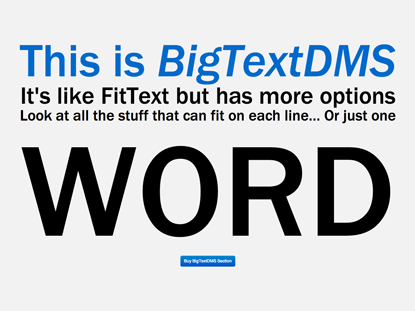 This is BigTextDMS
It's like FitText but has more options
Look at all the stuff that can fit on each line... Or just one
WORD
Buy BigTextDMS Section